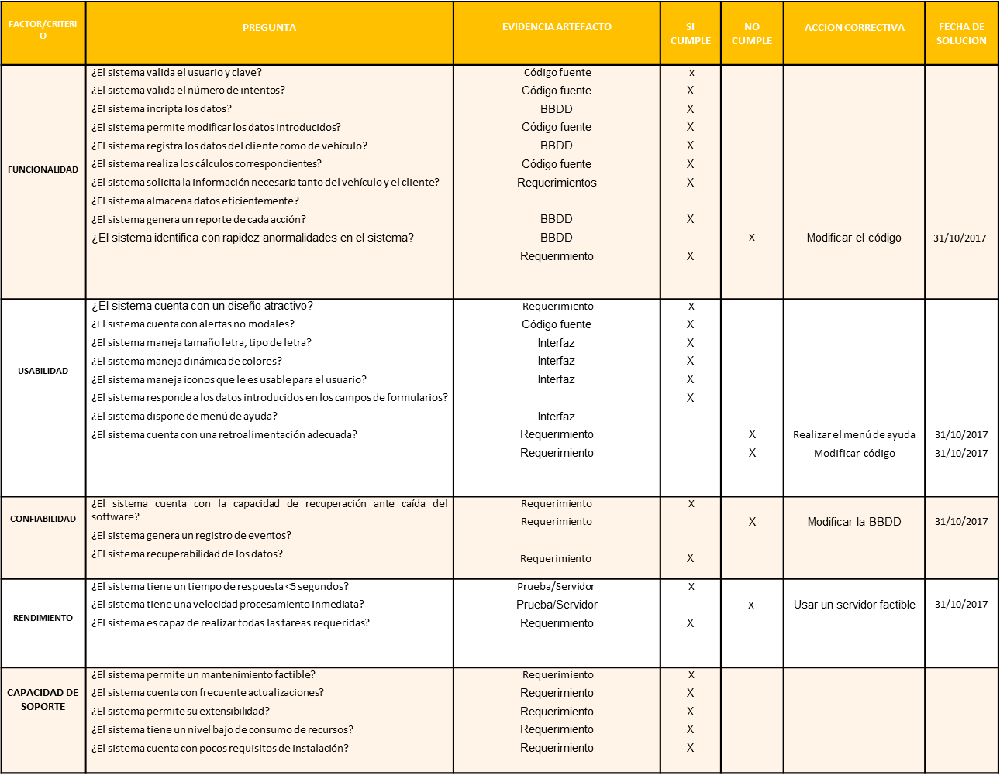 FACTOR/CRITERI
O
PREGUNTA
EVIDENCIA ARTEFACTO
SI
CUMPLE
NO
CUMPLE
ACCION CORRECTIVA
FECHA DE
SOLUCION
FUNCIONALIDAD
¿El sistema valida el usuario y clave? Código fuente x
¿El sistema valida el número de intentos? Código fuente X
¿El sistema incripta los datos? BBDD X
¿El sistema permite modificar los datos introducidos? Código fuente X
¿El sistema registra los datos del cliente como de vehículo? BBDD X
¿El sistema realiza los cálculos correspondientes? Código fuente X
¿El sistema solicita la información necesaria tanto del vehículo y el cliente? Requerimientos X
¿El sistema almacena datos eficientemente?
¿El sistema genera un reporte de cada acción? BBDD X
¿El sistema identifica con rapidez anormalidades en el sistema? BBDD x Modificar el código 31/10/2017
Requerimiento X
USABILIDAD
¿El sistema cuenta con un diseño atractivo? Requerimiento X
¿El sistema cuenta con alertas no modales? Código fuente X
¿El sistema maneja tamaño letra, tipo de letra? Interfaz X
¿El sistema maneja dinámica de colores? Interfaz X
¿El sistema maneja iconos que le es usable para el usuario? Interfaz X
¿El sistema responde a los datos introducidos en los campos de formularios? X
¿El sistema dispone de menú de ayuda? Interfaz
¿El sistema cuenta con una retroalimentación adecuada? Requerimiento X Realizar el menú de ayuda 31/10/2017
Requerimiento X Modificar código 31/10/2017
CONFIABILIDAD
¿El sistema cuenta con la capacidad de recuperación ante caída del Requerimiento X
software? Requerimiento X Modificar la BBDD 31/10/2017
¿El sistema genera un registro de eventos?
¿El sistema recuperabilidad de los datos? Requerimiento X
RENDIMIENTO
¿El sistema tiene un tiempo de respuesta <5 segundos? Prueba/Servidor X
¿El sistema tiene una velocidad procesamiento inmediata? Prueba/Servidor x Usar un servidor factible 31/10/2017
¿El sistema es capaz de realizar todas las tareas requeridas? Requerimiento X
CAPACIDAD DE
SOPORTE
¿El sistema permite un mantenimiento factible? Requerimiento X
¿El sistema cuenta con frecuente actualizaciones? Requerimiento X
¿El sistema permite su extensibilidad? Requerimiento X
¿El sistema tiene un nivel bajo de consumo de recursos? Requerimiento X
¿El sistema cuenta con pocos requisitos de instalación? Requerimiento X